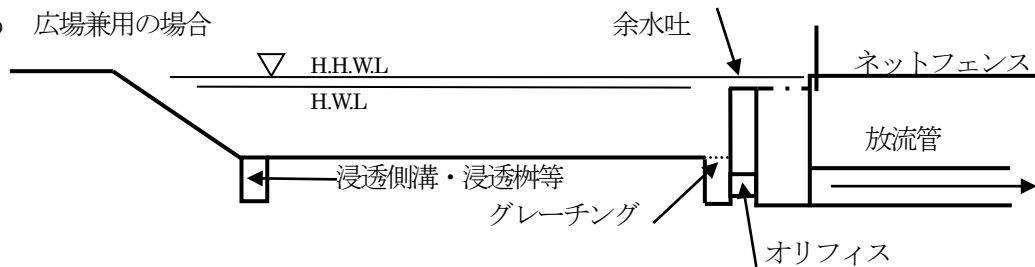 広場兼用の場合
余水吐
H.H.W.L
ネットフェンス
H.W.L
放流管
浸透側溝・浸透桝等
グレーチング
オリフィス